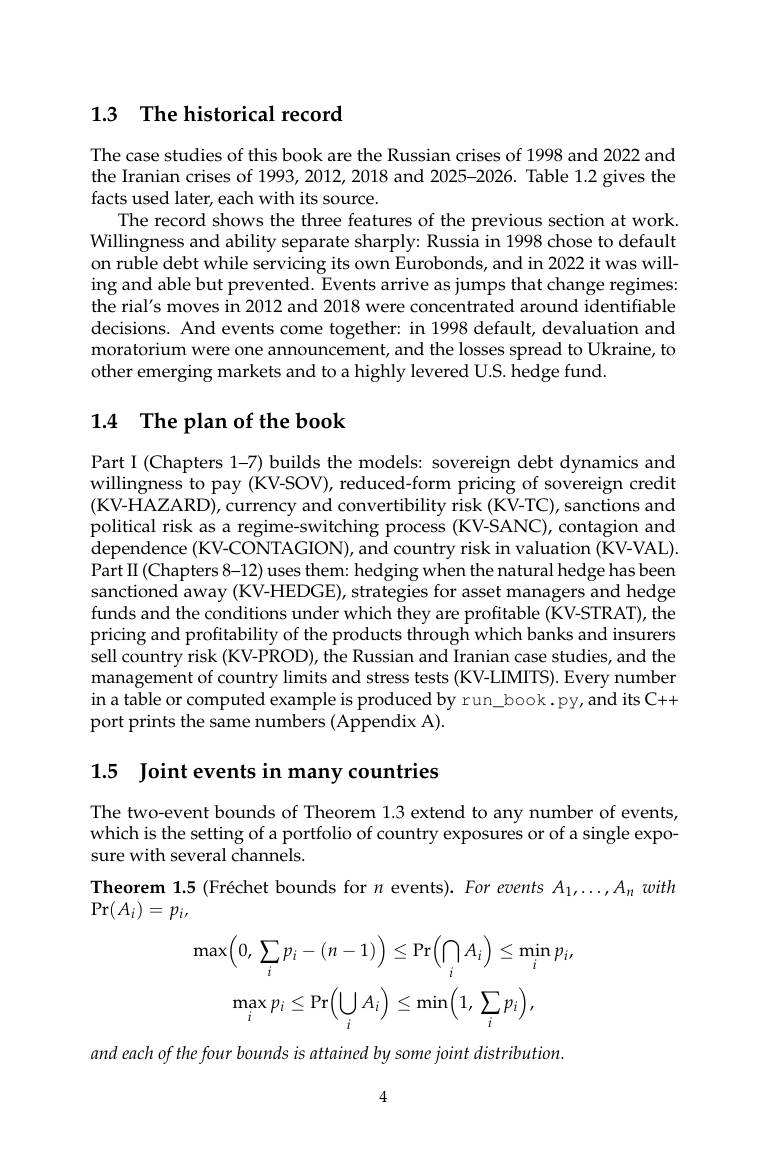 1.3 The historical record
The case studies of this book are the Russian crises of 1998 and 2022 and
the Iranian crises of 1993, 2012, 2018 and 2025–2026. Table 1.2 gives the
facts used later, each with its source.
The record shows the three features of the previous section at work.
Willingness and ability separate sharply: Russia in 1998 chose to default
on ruble debt while servicing its own Eurobonds, and in 2022 it was will-
ing and able but prevented. Events arrive as jumps that change regimes:
the rial’s moves in 2012 and 2018 were concentrated around identifiable
decisions. And events come together: in 1998 default, devaluation and
moratorium were one announcement, and the losses spread to Ukraine, to
other emerging markets and to a highly levered U.S. hedge fund.
1.4 The plan of the book
Part I (Chapters 1–7) builds the models: sovereign debt dynamics and
willingness to pay (KV-SOV), reduced-form pricing of sovereign credit
(KV-HAZARD), currency and convertibility risk (KV-TC), sanctions and
political risk as a regime-switching process (KV-SANC), contagion and
dependence (KV-CONTAGION), and country risk in valuation (KV-VAL).
Part II (Chapters 8–12) uses them: hedging when the natural hedge has been
sanctioned away (KV-HEDGE), strategies for asset managers and hedge
funds and the conditions under which they are profitable (KV-STRAT), the
pricing and profitability of the products through which banks and insurers
sell country risk (KV-PROD), the Russian and Iranian case studies, and the
management of country limits and stress tests (KV-LIMITS). Every number
in a table or computed example is produced by run_book.py, and its C++
port prints the same numbers (Appendix A).
1.5 Joint events in many countries
The two-event bounds of Theorem 1.3 extend to any number of events,
which is the setting of a portfolio of country exposures or of a single expo-
sure with several channels.
Theorem 1.5 (Fréchet bounds for n events). For events A₁, . . . , Aₙ with
Pr(Aᵢ) = pᵢ,
max(0, ∑ᵢ pᵢ − (n − 1)) ≤ Pr(⋂ᵢ Aᵢ) ≤ minᵢ pᵢ,
maxᵢ pᵢ ≤ Pr(⋃ᵢ Aᵢ) ≤ min(1, ∑ᵢ pᵢ),
and each of the four bounds is attained by some joint distribution.
4